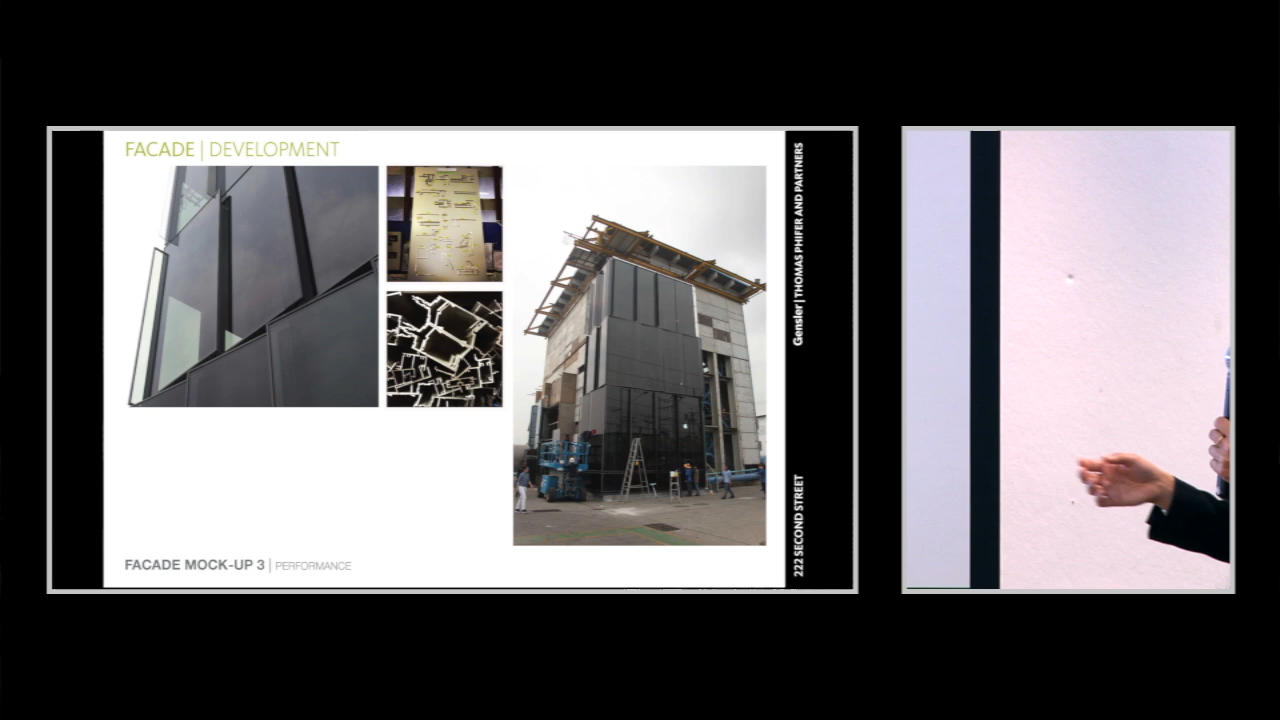 FACADE | DEVELOPMENT
Gensler | THOMAS PHIFER AND PARTNERS
222 SECOND STREET
FACADE MOCK-UP 3 | PERFORMANCE